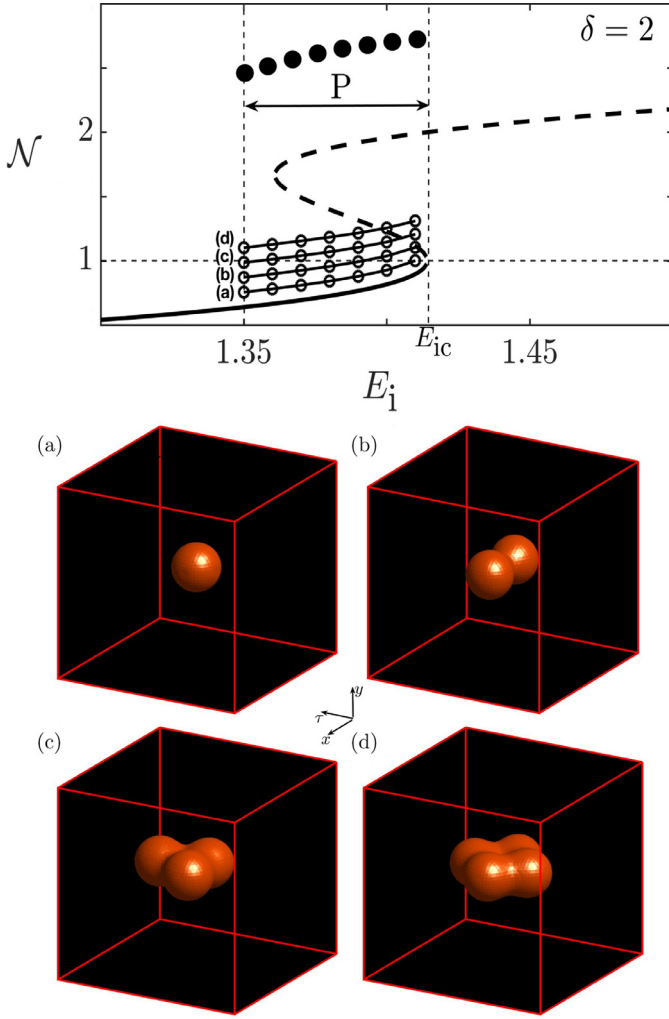 δ = 2
P
𝒩
2
1
(d)
(c)
(b)
(a)
1.35
E_ic
1.45
E_i
(a)
(b)
y
τ
x
(c)
(d)